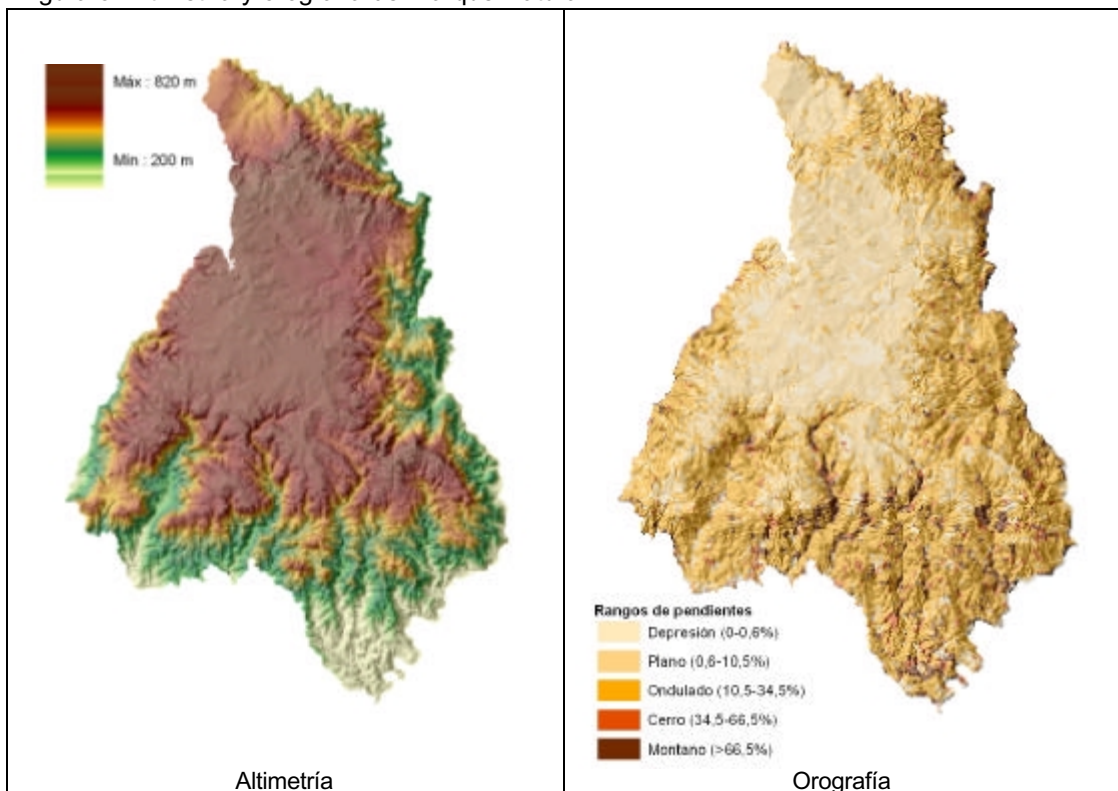 Máx : 820 m
Mín : 200 m
Altimetría
Rangos de pendientes
Depresión (0-0,6%)
Plano (0,6-10,5%)
Ondulado (10,5-34,5%)
Cerro (34,5-66,5%)
Montano (>66,5%)
Orografía